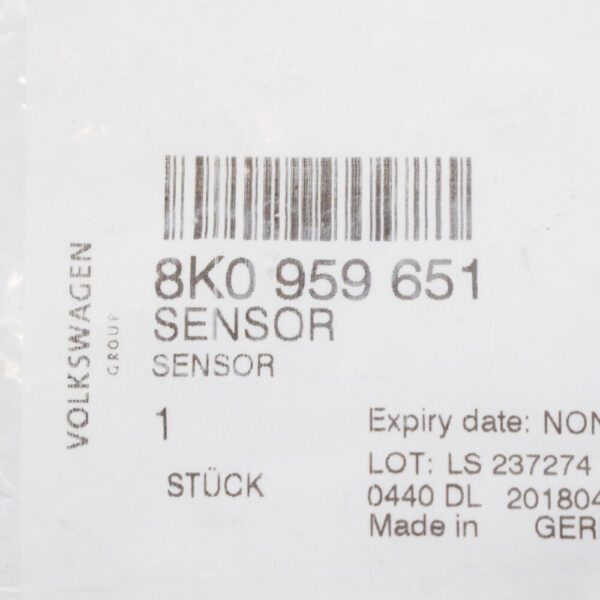 VOLKSWAGEN
GROUP
8K0 959 651
SENSOR
SENSOR
1
STÜCK
Expiry date: NON
LOT: LS 237274
0440 DL 201804
Made in GER